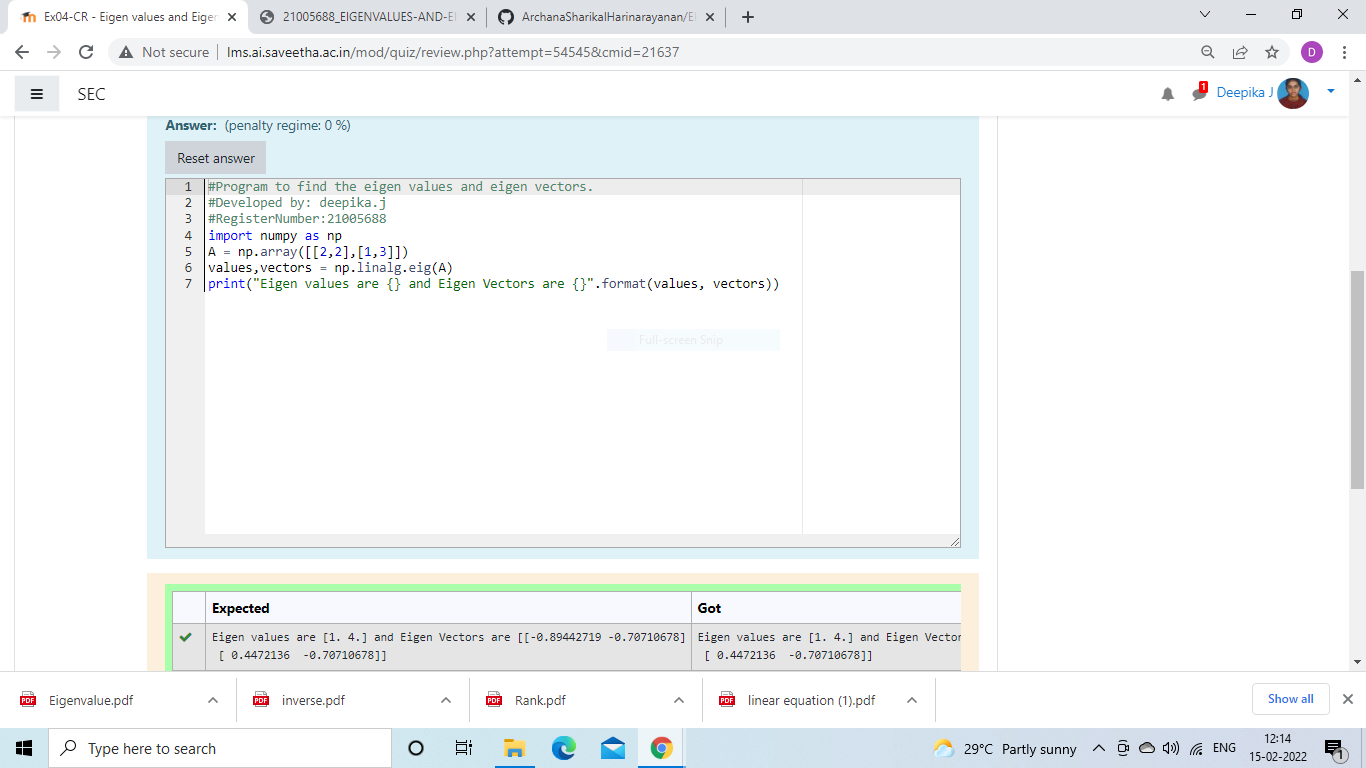 Ex04-CR - Eigen values and Eigen
21005688_EIGENVALUES-AND-EI
ArchanaSharikalHarinarayanan/EI
Not secure lms.ai.saveetha.ac.in/mod/quiz/review.php?attempt=54545&cmid=21637
D
SEC
1
Deepika J
Answer: (penalty regime: 0 %)
Reset answer
1 #Program to find the eigen values and eigen vectors.
2 #Developed by: deepika.j
3 #RegisterNumber:21005688
4 import numpy as np
5 A = np.array([[2,2],[1,3]])
6 values,vectors = np.linalg.eig(A)
7 print("Eigen values are {} and Eigen Vectors are {}".format(values, vectors))
Full-screen Snip
Expected Got
Eigen values are [1. 4.] and Eigen Vectors are [[-0.89442719 -0.70710678] Eigen values are [1. 4.] and Eigen Vector
[ 0.4472136 -0.70710678]] [ 0.4472136 -0.70710678]]
PDF Eigenvalue.pdf PDF inverse.pdf PDF Rank.pdf PDF linear equation (1).pdf Show all
Type here to search
29°C Partly sunny
ENG
12:14
15-02-2022
1